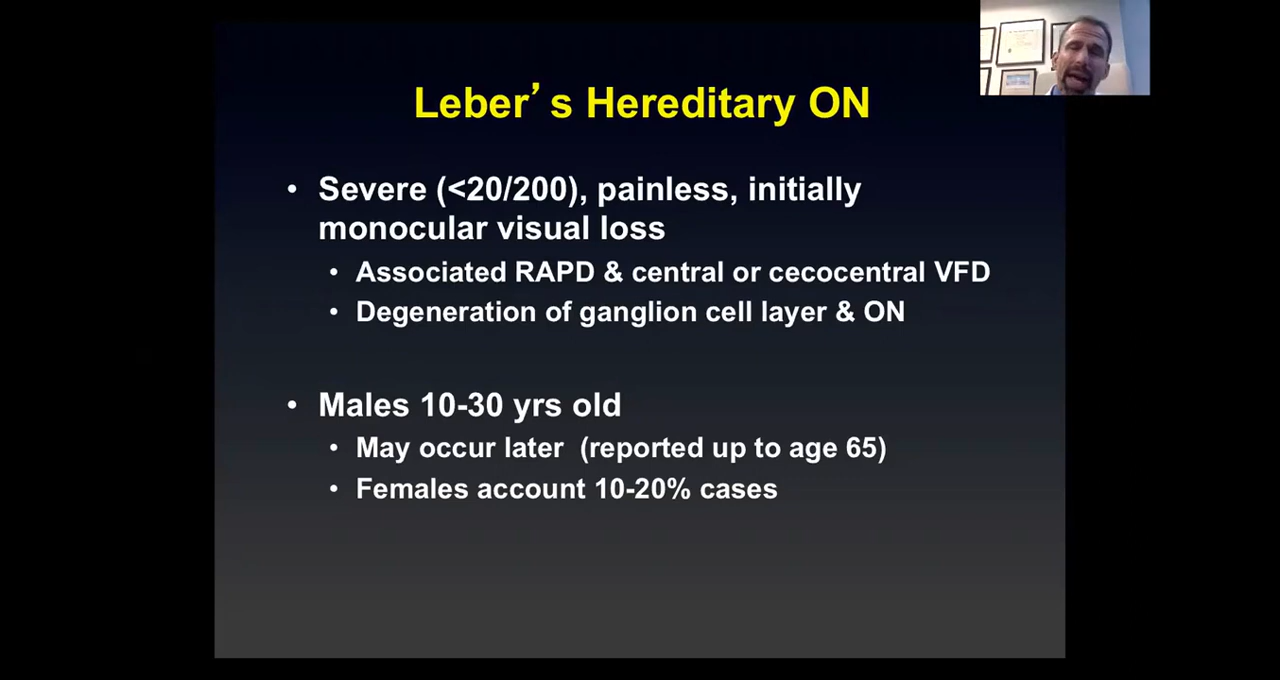 Leber's Hereditary ON
• Severe (<20/200), painless, initially
monocular visual loss
• Associated RAPD & central or cecocentral VFD
• Degeneration of ganglion cell layer & ON
• Males 10-30 yrs old
• May occur later (reported up to age 65)
• Females account 10-20% cases